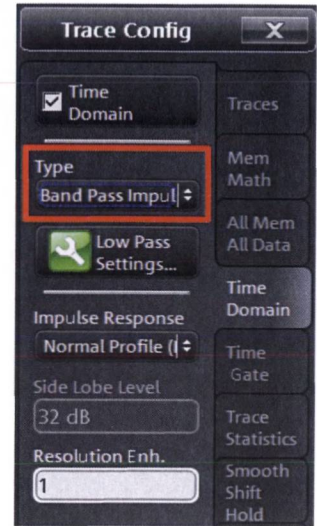 Trace Config
Time
Domain
Type
Band Pass Impul
Low Pass
Settings...
Impulse Response
Normal Profile (
Side Lobe Level
32 dB
Resolution Enh.
1
Traces
Mem
Math
All Mem
All Data
Time
Domain
Time
Gate
Trace
Statistics
Smooth
Shift
Hold